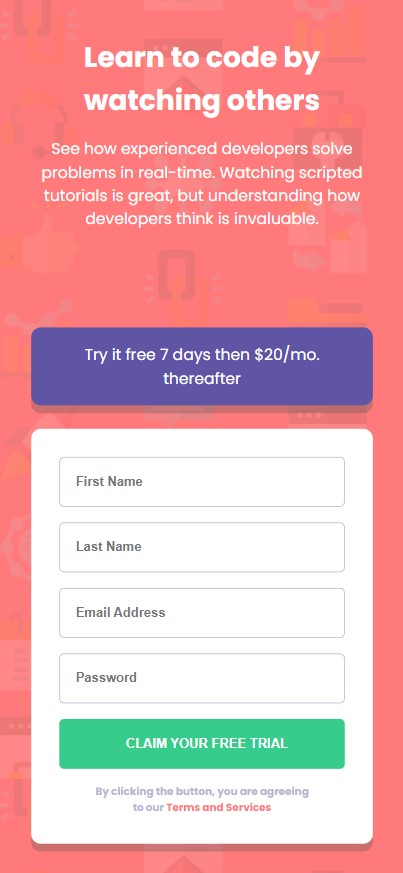 Learn to code by
watching others
See how experienced developers solve
problems in real-time. Watching scripted
tutorials is great, but understanding how
developers think is invaluable.
Try it free 7 days then $20/mo.
thereafter
First Name
Last Name
Email Address
Password
CLAIM YOUR FREE TRIAL
By clicking the button, you are agreeing
to our Terms and Services